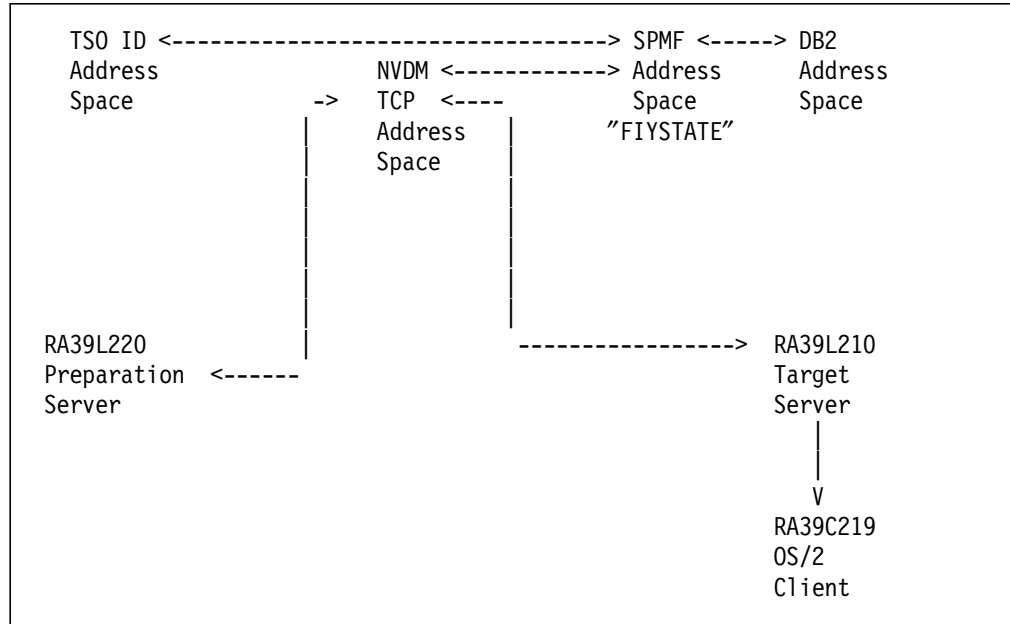 TSO ID <----------------------------------> SPMF <-----> DB2
Address NVDM <------------> Address Address
Space -> TCP <---- Space Space
Address ″FIYSTATE″
Space
RA39L220 -----------------> RA39L210
Preparation <------ Target
Server Server
V
RA39C219
OS/2
Client